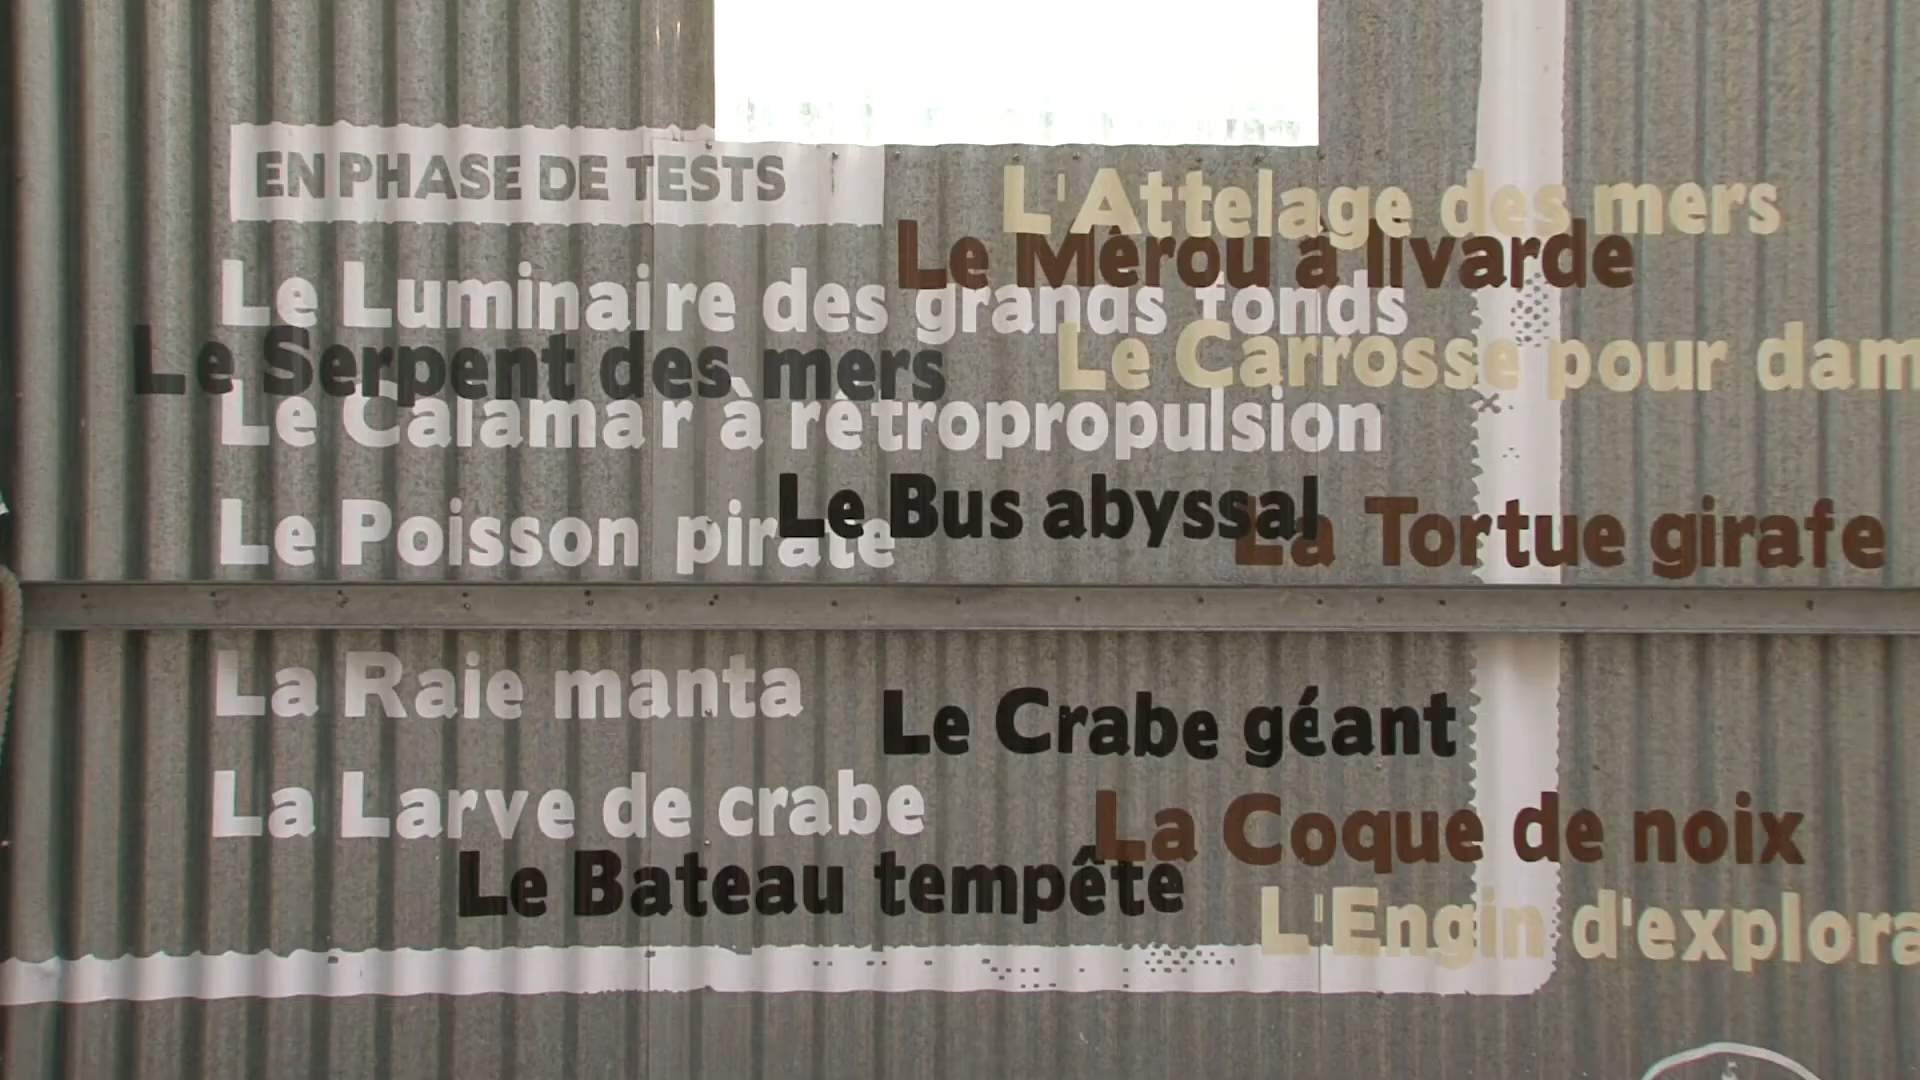 EN PHASE DE TESTS
L'Attelage des mers
Le Mérou à livarde
Le Luminaire des grands fonds
Le Serpent des mers
Le Carrosse pour
Le Calamar à rétropropulsion
Le Bus abyssal
Le Poisson pirate
La Tortue girafe
La Raie manta
Le Crabe géant
La Larve de crabe
La Coque de noix
Le Bateau tempête
L'Engin